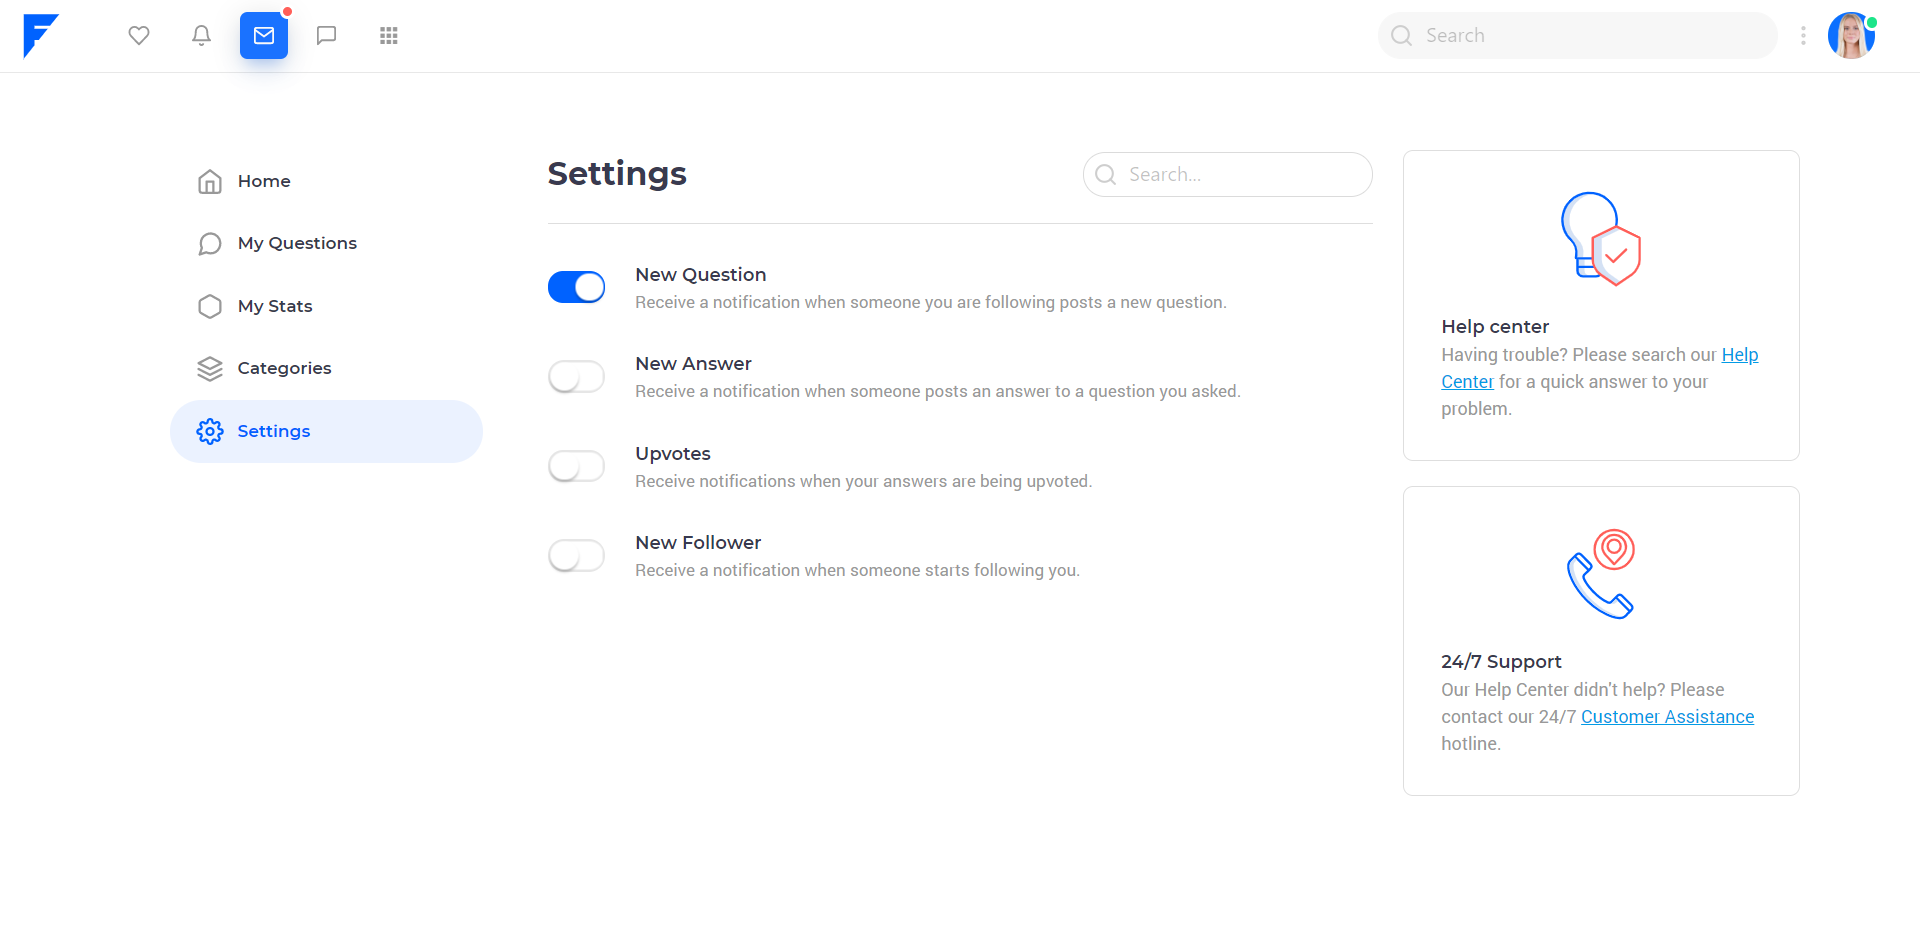 Search
Home
My Questions
My Stats
Categories
Settings
Settings
Search...
New Question
Receive a notification when someone you are following posts a new question.
New Answer
Receive a notification when someone posts an answer to a question you asked.
Upvotes
Receive notifications when your answers are being upvoted.
New Follower
Receive a notification when someone starts following you.
Help center
Having trouble? Please search our Help
Center for a quick answer to your
problem.
24/7 Support
Our Help Center didn't help? Please
contact our 24/7 Customer Assistance
hotline.